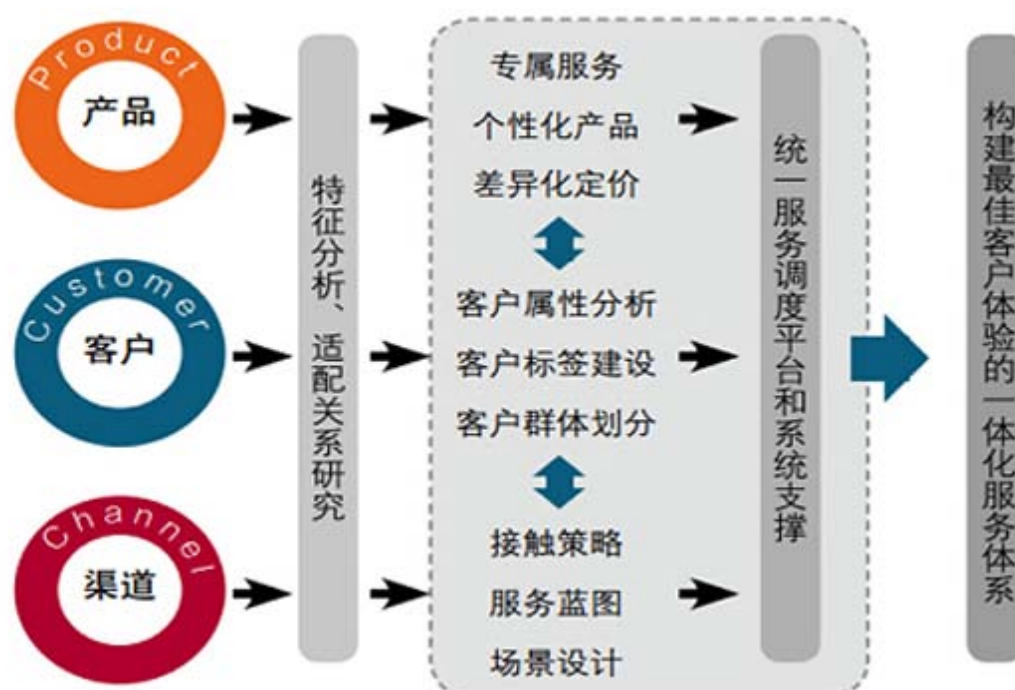 Product
产品
Customer
客户
Channel
渠道
特征分析、适配关系研究
专属服务
个性化产品
差异化定价
客户属性分析
客户标签建设
客户群体划分
接触策略
服务蓝图
场景设计
统一服务调度平台和系统支撑
构建最佳客户体验的一体化服务体系